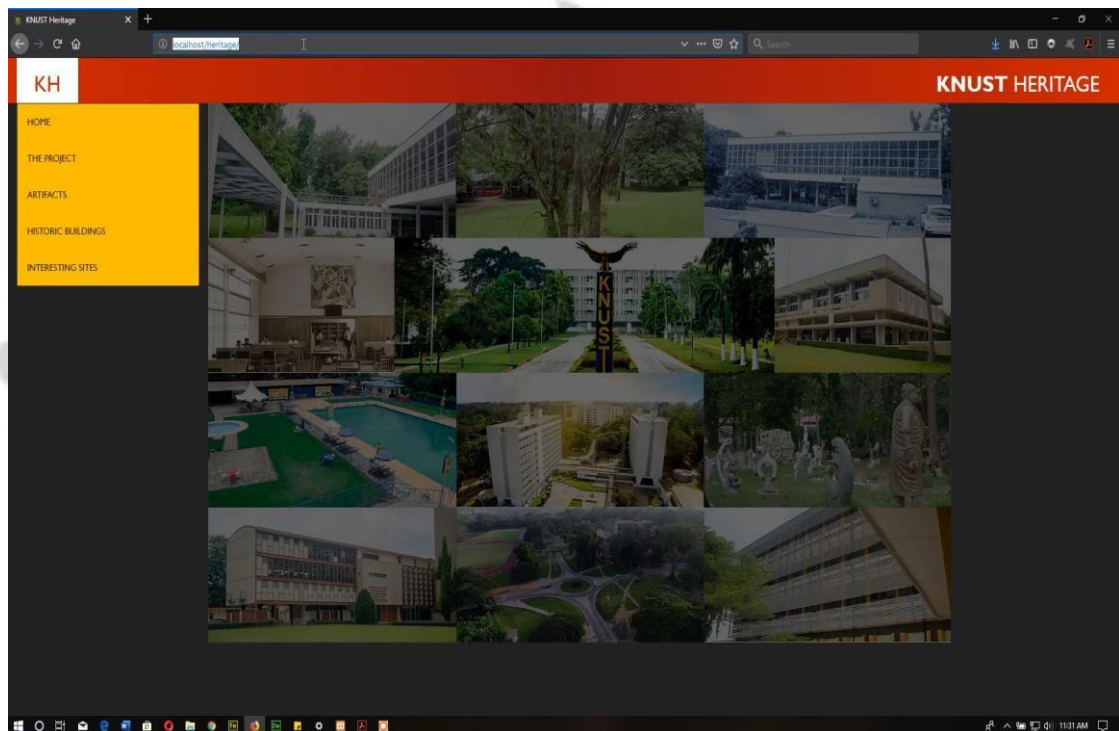 KNUST Heritage
localhost/heritage/
Search
KH
KNUST HERITAGE
HOME
THE PROJECT
ARTIFACTS
HISTORIC BUILDINGS
INTERESTING SITES
KNUST
11:31 AM